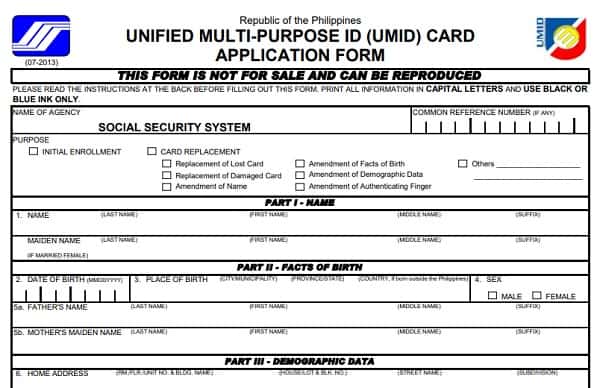 Republic of the Philippines
UNIFIED MULTI-PURPOSE ID (UMID) CARD
APPLICATION FORM
(07-2013)
UMID
THIS FORM IS NOT FOR SALE AND CAN BE REPRODUCED
PLEASE READ THE INSTRUCTIONS AT THE BACK BEFORE FILLING OUT THIS FORM. PRINT ALL INFORMATION IN CAPITAL LETTERS AND USE BLACK OR
BLUE INK ONLY.
NAME OF AGENCY COMMON REFERENCE NUMBER (IF ANY)
SOCIAL SECURITY SYSTEM
PURPOSE
INITIAL ENROLLMENT CARD REPLACEMENT
Replacement of Lost Card Amendment of Facts of Birth Others
Replacement of Damaged Card Amendment of Demographic Data
Amendment of Name Amendment of Authenticating Finger
PART I - NAME
1. NAME (LAST NAME) (FIRST NAME) (MIDDLE NAME) (SUFFIX)
MAIDEN NAME (LAST NAME) (FIRST NAME) (MIDDLE NAME) (SUFFIX)
(IF MARRIED FEMALE)
PART II - FACTS OF BIRTH
2. DATE OF BIRTH (MMDDYYYY) 3. PLACE OF BIRTH (CITY/MUNICIPALITY) (PROVINCE/STATE) (COUNTRY, if born outside the Philippines) 4. SEX
MALE FEMALE
5a. FATHER'S NAME (LAST NAME) (FIRST NAME) (MIDDLE NAME) (SUFFIX)
5b. MOTHER'S MAIDEN NAME (LAST NAME) (FIRST NAME) (MIDDLE NAME) (SUFFIX)
PART III - DEMOGRAPHIC DATA
6. HOME ADDRESS (RM./FLR./UNIT NO. & BLDG. NAME) (HOUSE/LOT & BLK. NO.) (STREET NAME) (SUBDIVISION)